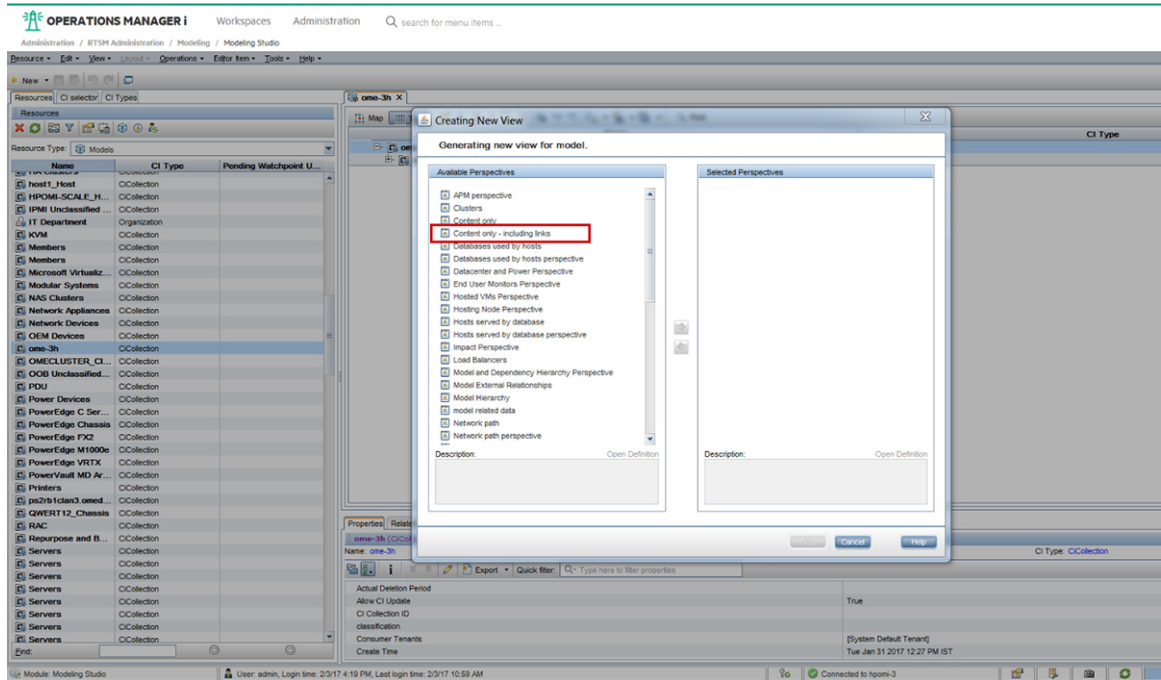 OPERATIONS MANAGER i Workspaces Administration search for menu items ...
Administration / RTSM Administration / Modeling / Modeling Studio
Resource Edit View Layout Operations Editor Item Tools Help
New
Resources CI selector CI Types
ome-3h X
Resources
Map
Creating New View
CI Type
Resource Type: Models
Generating new view for model.
Name CI Type Pending Watchpoint U...
HA Clusters CiCollection
host1_Host CiCollection
HPOMI-SCALE_H... CiCollection
IPMI Unclassified ... CiCollection
IT Department Organization
KVM CiCollection
Members CiCollection
Members CiCollection
Microsoft Virtualiz... CiCollection
Modular Systems CiCollection
NAS Clusters CiCollection
Network Appliances CiCollection
Network Devices CiCollection
OEM Devices CiCollection
ome-3h CiCollection
OMECLUSTER_CI... CiCollection
OOB Unclassified... CiCollection
PDU CiCollection
Power Devices CiCollection
PowerEdge C Ser... CiCollection
PowerEdge Chassis CiCollection
PowerEdge FX2 CiCollection
PowerEdge M1000e CiCollection
PowerEdge VRTX CiCollection
PowerVault MD Ar... CiCollection
Printers CiCollection
ps2rb1clan3.omed... CiCollection
QWERT12_Chassis CiCollection
RAC CiCollection
Repurpose and B... CiCollection
Servers CiCollection
Servers CiCollection
Servers CiCollection
Servers CiCollection
Servers CiCollection
Servers CiCollection
Servers CiCollection
Find:
Available Perspectives
APM perspective
Clusters
Content only
Content only - including links
Databases used by hosts
Databases used by hosts perspective
Datacenter and Power Perspective
End User Monitors Perspective
Hosted VMs Perspective
Hosting Node Perspective
Hosts served by database
Hosts served by database perspective
Impact Perspective
Load Balancers
Model and Dependency Hierarchy Perspective
Model External Relationships
Model Hierarchy
model related data
Network path
Network path perspective
Description: Open Definition
Selected Perspectives
Description: Open Definition
OK Cancel Help
Properties Relate
ome-3h (CiCol
Name: ome-3h CI Type: CiCollection
Export Quick filter: Type here to filter properties
Actual Deletion Period
Allow CI Update True
CI Collection ID
classification
Consumer Tenants [System Default Tenant]
Create Time Tue Jan 31 2017 12:27 PM IST
Module: Modeling Studio User: admin, Login time: 2/3/17 4:19 PM, Last login time: 2/3/17 10:59 AM Connected to hpomi-3